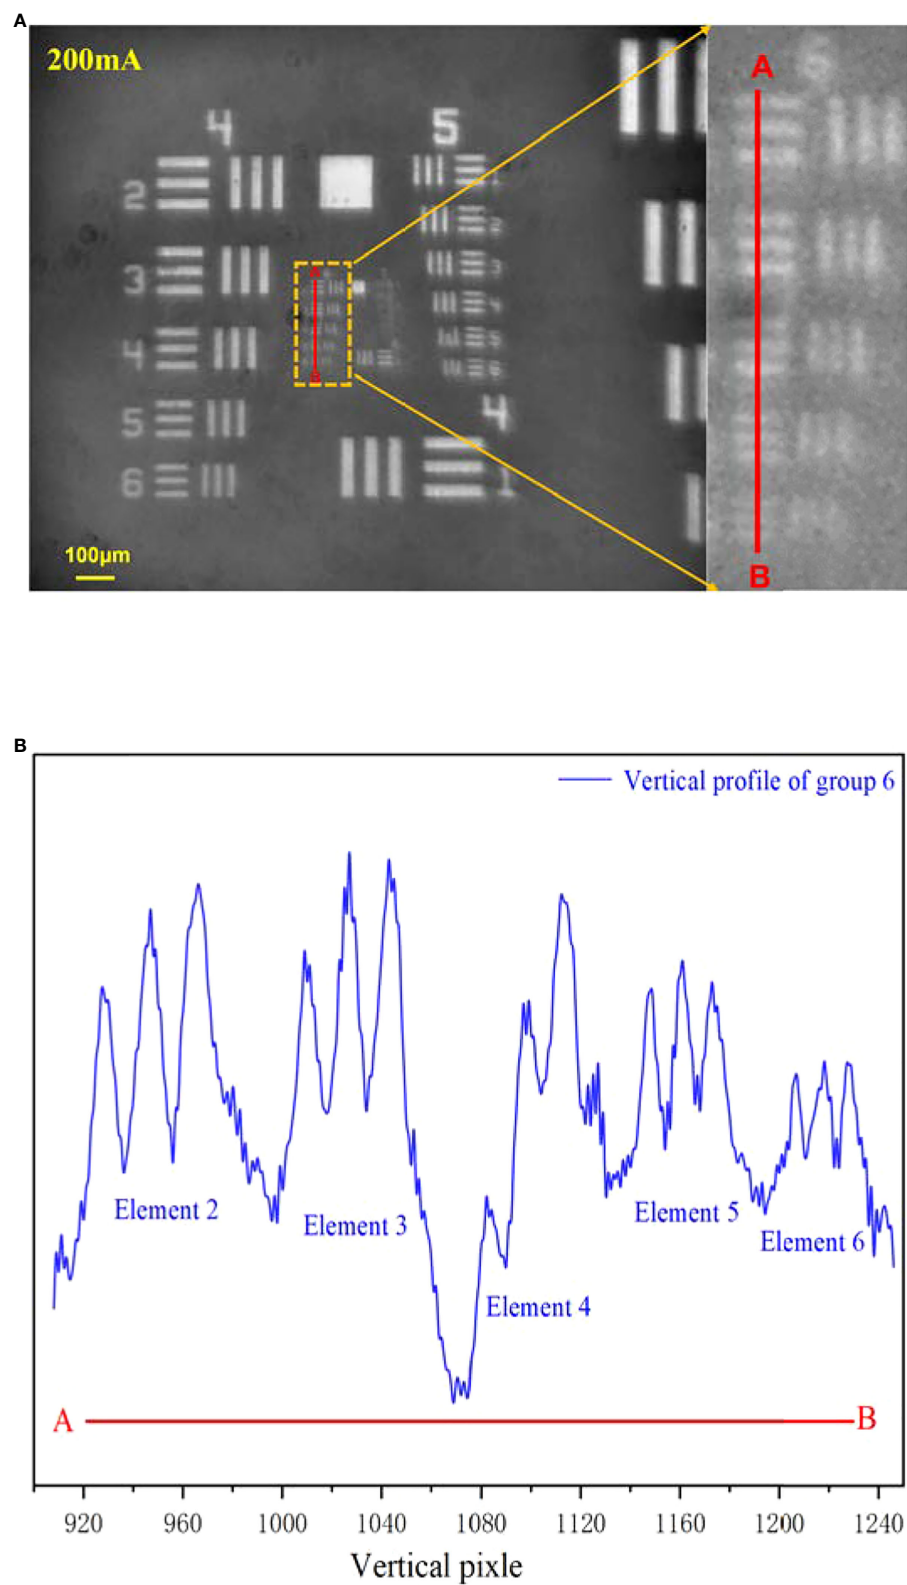 A
200mA
4
5
6
A
2
1
2
3
3
A
4
4
5
5
B
6
4
6
1
100μm
B
B
Vertical profile of group 6
Element 2
Element 3
Element 5
Element 6
Element 4
A
B
920 960 1000 1040 1080 1120 1160 1200 1240
Vertical pixle